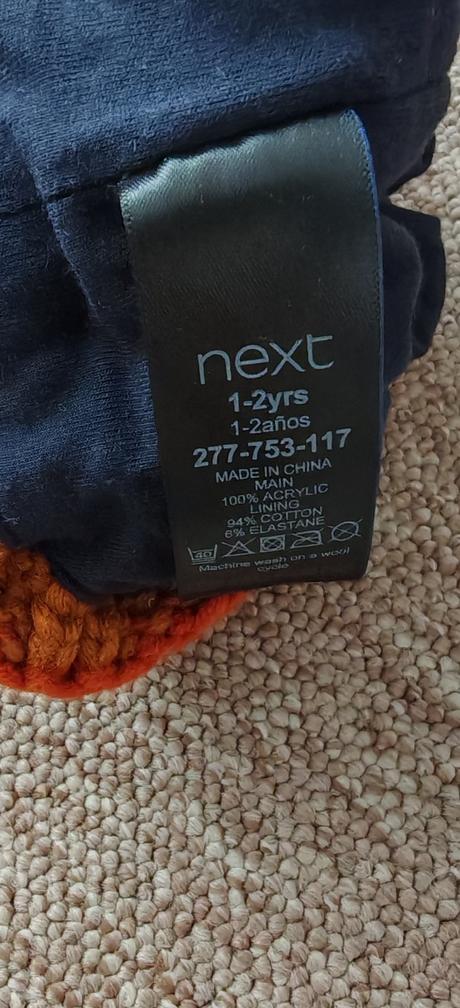 next
1-2yrs
1-2años
277-753-117
MADE IN CHINA
MAIN
100% ACRYLIC
LINING
94% COTTON
6% ELASTANE
40
Machine wash on a wool
cycle